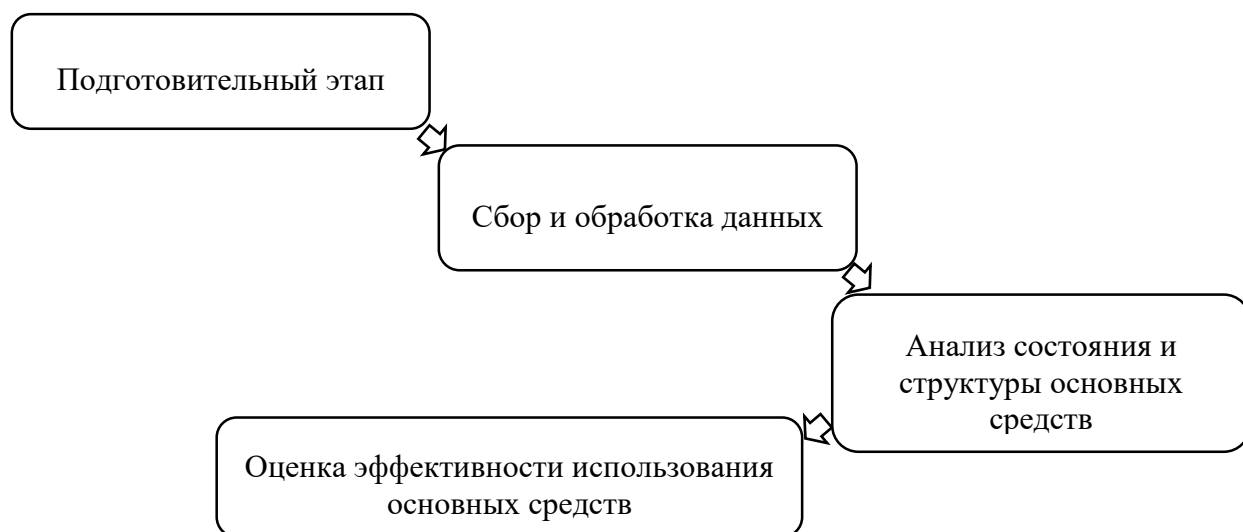 Подготовительный этап
Сбор и обработка данных
Анализ состояния и
структуры основных
средств
Оценка эффективности использования
основных средств